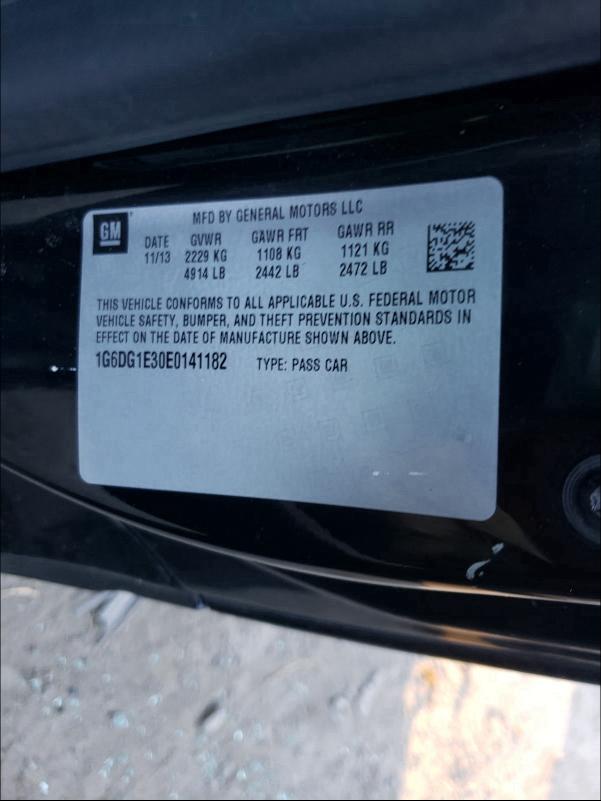 GM
MFD BY GENERAL MOTORS LLC
DATE GVWR GAWR FRT GAWR RR
11/13 2229 KG 1108 KG 1121 KG
4914 LB 2442 LB 2472 LB
THIS VEHICLE CONFORMS TO ALL APPLICABLE U.S. FEDERAL MOTOR
VEHICLE SAFETY, BUMPER, AND THEFT PREVENTION STANDARDS IN
EFFECT ON THE DATE OF MANUFACTURE SHOWN ABOVE.
1G6DG1E30E0141182 TYPE: PASS CAR